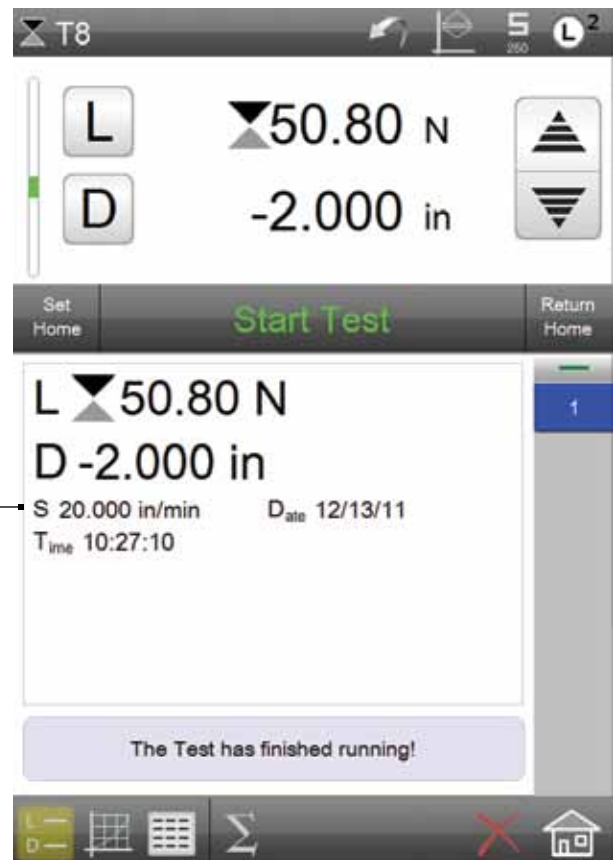 T8
S
250
L 2
L 50.80 N
D -2.000 in
Set Home
Start Test
Return Home
L 50.80 N
1
D -2.000 in
S 20.000 in/min Date 12/13/11
Time 10:27:10
The Test has finished running!
L
D
Σ